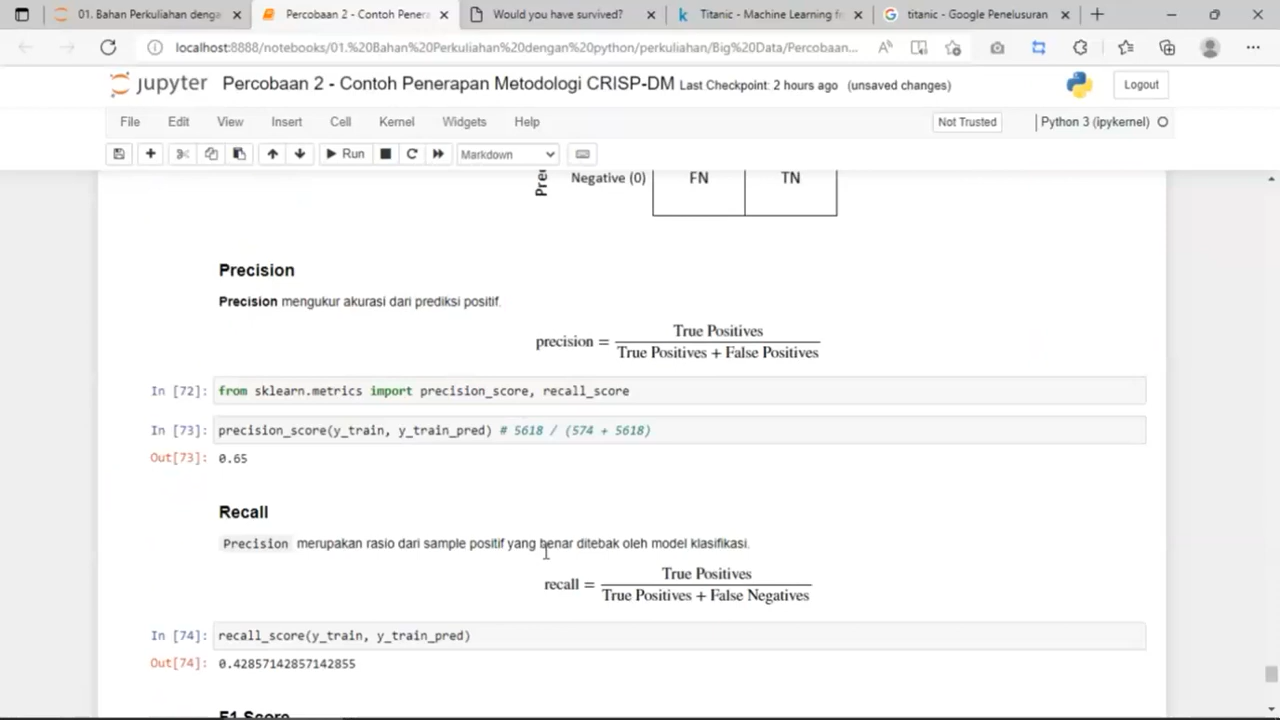 01. Bahan Perkuliahan denga
Percobaan 2 - Contoh Penera
Would you have survived?
Titanic - Machine Learning f
titanic - Google Penelusuran
localhost:8888/notebooks/01.%20Bahan%20Perkuliahan%20dengan%20python/perkuliahan/Big%20Data/Percobaan...
jupyter Percobaan 2 - Contoh Penerapan Metodologi CRISP-DM Last Checkpoint: 2 hours ago (unsaved changes)
Logout
File Edit View Insert Cell Kernel Widgets Help
Not Trusted
Python 3 (ipykernel)
Run
Markdown
Negative (0) FN TN
Precision
Precision mengukur akurasi dari prediksi positif.
precision = True Positives
True Positives + False Positives
In [72]: from sklearn.metrics import precision_score, recall_score
In [73]: precision_score(y_train, y_train_pred) # 5618 / (574 + 5618)
Out[73]: 0.65
Recall
Precision merupakan rasio dari sample positif yang benar ditebak oleh model klasifikasi.
recall = True Positives
True Positives + False Negatives
In [74]: recall_score(y_train, y_train_pred)
Out[74]: 0.42857142857142855
F1 Score